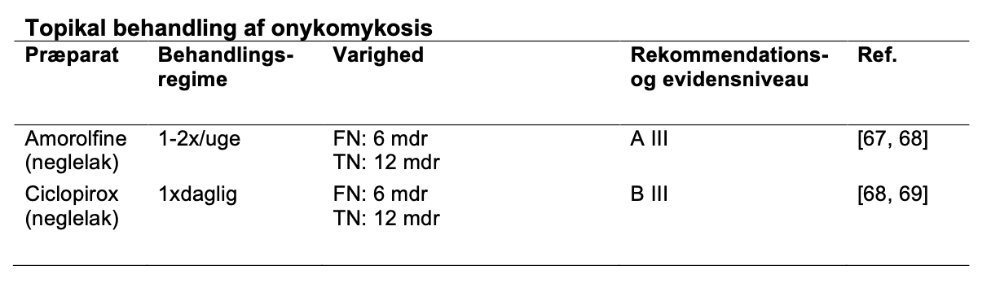 Topikal behandling af onykomykosis
Præparat Behandlings- Varighed Rekommendations- Ref.
regime og evidensniveau
Amorolfine 1-2x/uge FN: 6 mdr A III [67, 68]
(neglelak) TN: 12 mdr
Ciclopirox 1xdaglig FN: 6 mdr B III [68, 69]
(neglelak) TN: 12 mdr